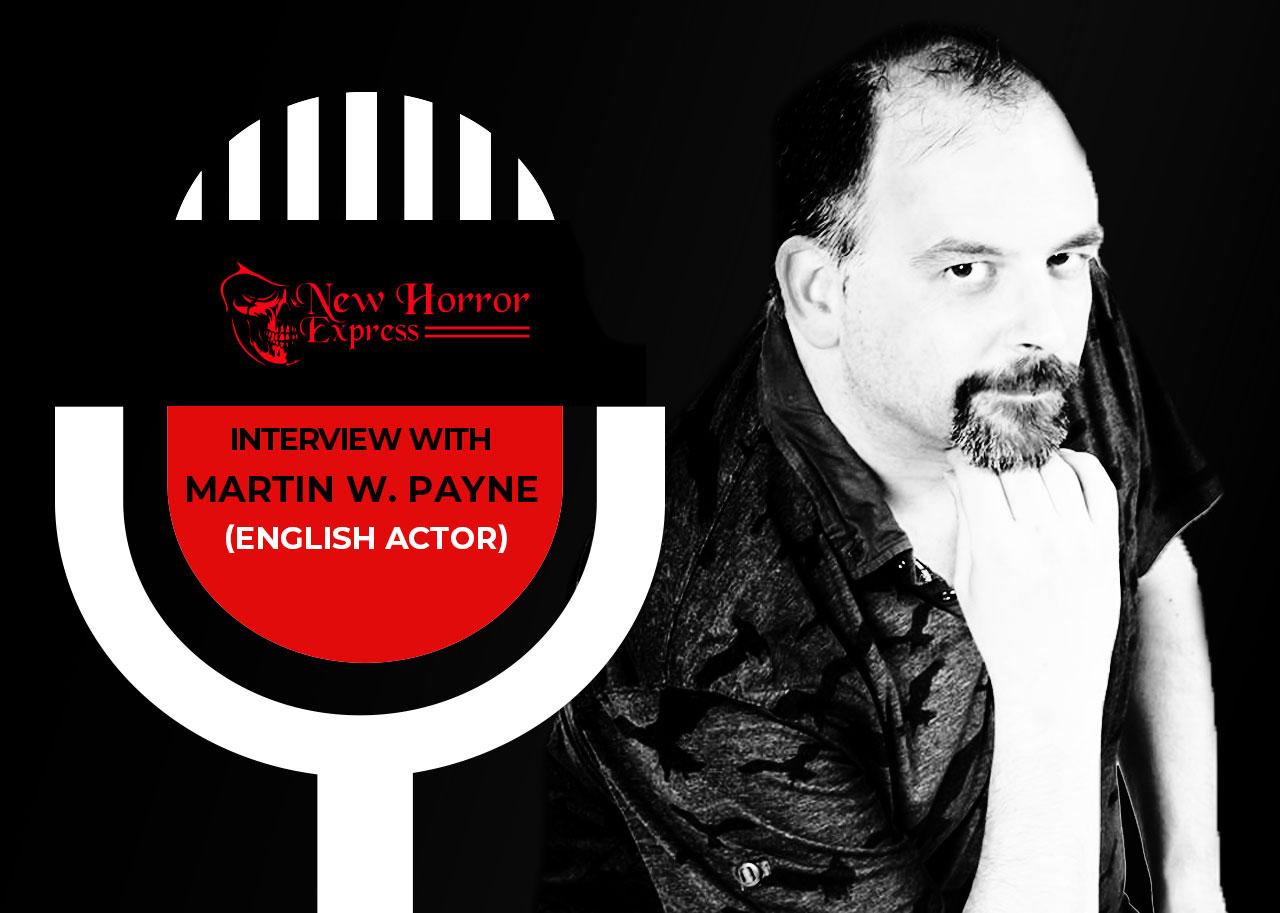 New Horror
Express
INTERVIEW WITH
MARTIN W. PAYNE
(ENGLISH ACTOR)